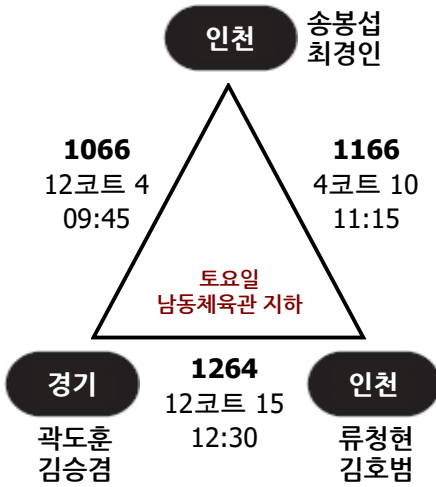 인천
송봉섭
최경인
1066
12코트 4
09:45
1166
4코트 10
11:15
토요일
남동체육관 지하
경기
곽도훈
김승겸
1264
12코트 15
12:30
인천
류청현
김호범